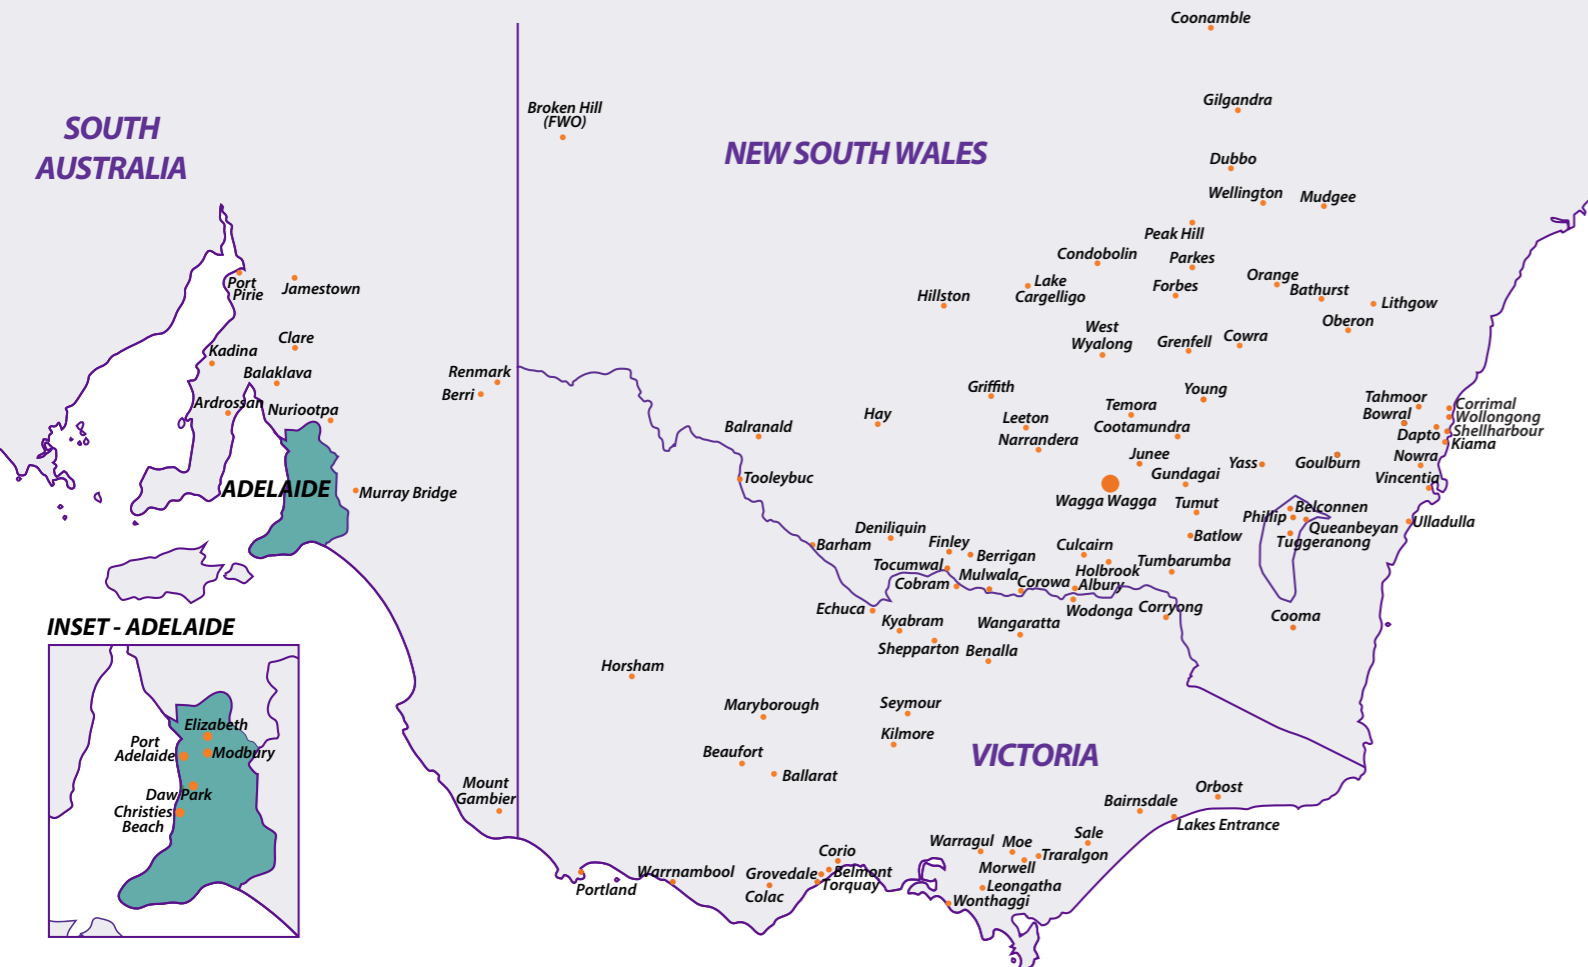 Coonamble
Gilgandra
Broken Hill
(FWO)
SOUTH
AUSTRALIA
NEW SOUTH WALES
Dubbo
Wellington
Mudgee
Peak Hill
Condobolin
Parkes
Port
Pirie
Jamestown
Lake
Cargelligo
Hillston
Forbes
Orange
Bathurst
Lithgow
Oberon
West
Wyalong
Grenfell
Cowra
Clare
Kadina
Balaklava
Renmark
Berri
Ardrossan
Nuriootpa
Griffith
Young
Hay
Leeton
Temora
Tahmoor
Corrimal
Bowral
Wollongong
Balranald
Cootamundra
Shellharbour
Narrandera
Dapto
Kiama
Junee
Yass
Goulburn
Nowra
Gundagai
Tooleybuc
Vincentia
ADELAIDE
Murray Bridge
Wagga Wagga
Tumut
Belconnen
Phillip
Queanbeyan
Ulladulla
Tuggeranong
Batlow
Deniliquin
Barham
Finley
Berrigan
Culcairn
Tumbarumba
Tocumwal
Mulwala
Holbrook
Cobram
Corowa
Albury
Echuca
Wodonga
Corryong
Kyabram
Wangaratta
Cooma
Shepparton
Benalla
INSET - ADELAIDE
Horsham
Maryborough
Seymour
Elizabeth
Port
Adelaide
Modbury
Kilmore
Beaufort
Ballarat
VICTORIA
Daw Park
Christies
Beach
Mount
Gambier
Orbost
Bairnsdale
Lakes Entrance
Sale
Warragul
Moe
Traralgon
Morwell
Corio
Portland
Warrnambool
Grovedale
Belmont
Torquay
Colac
Leongatha
Wonthaggi